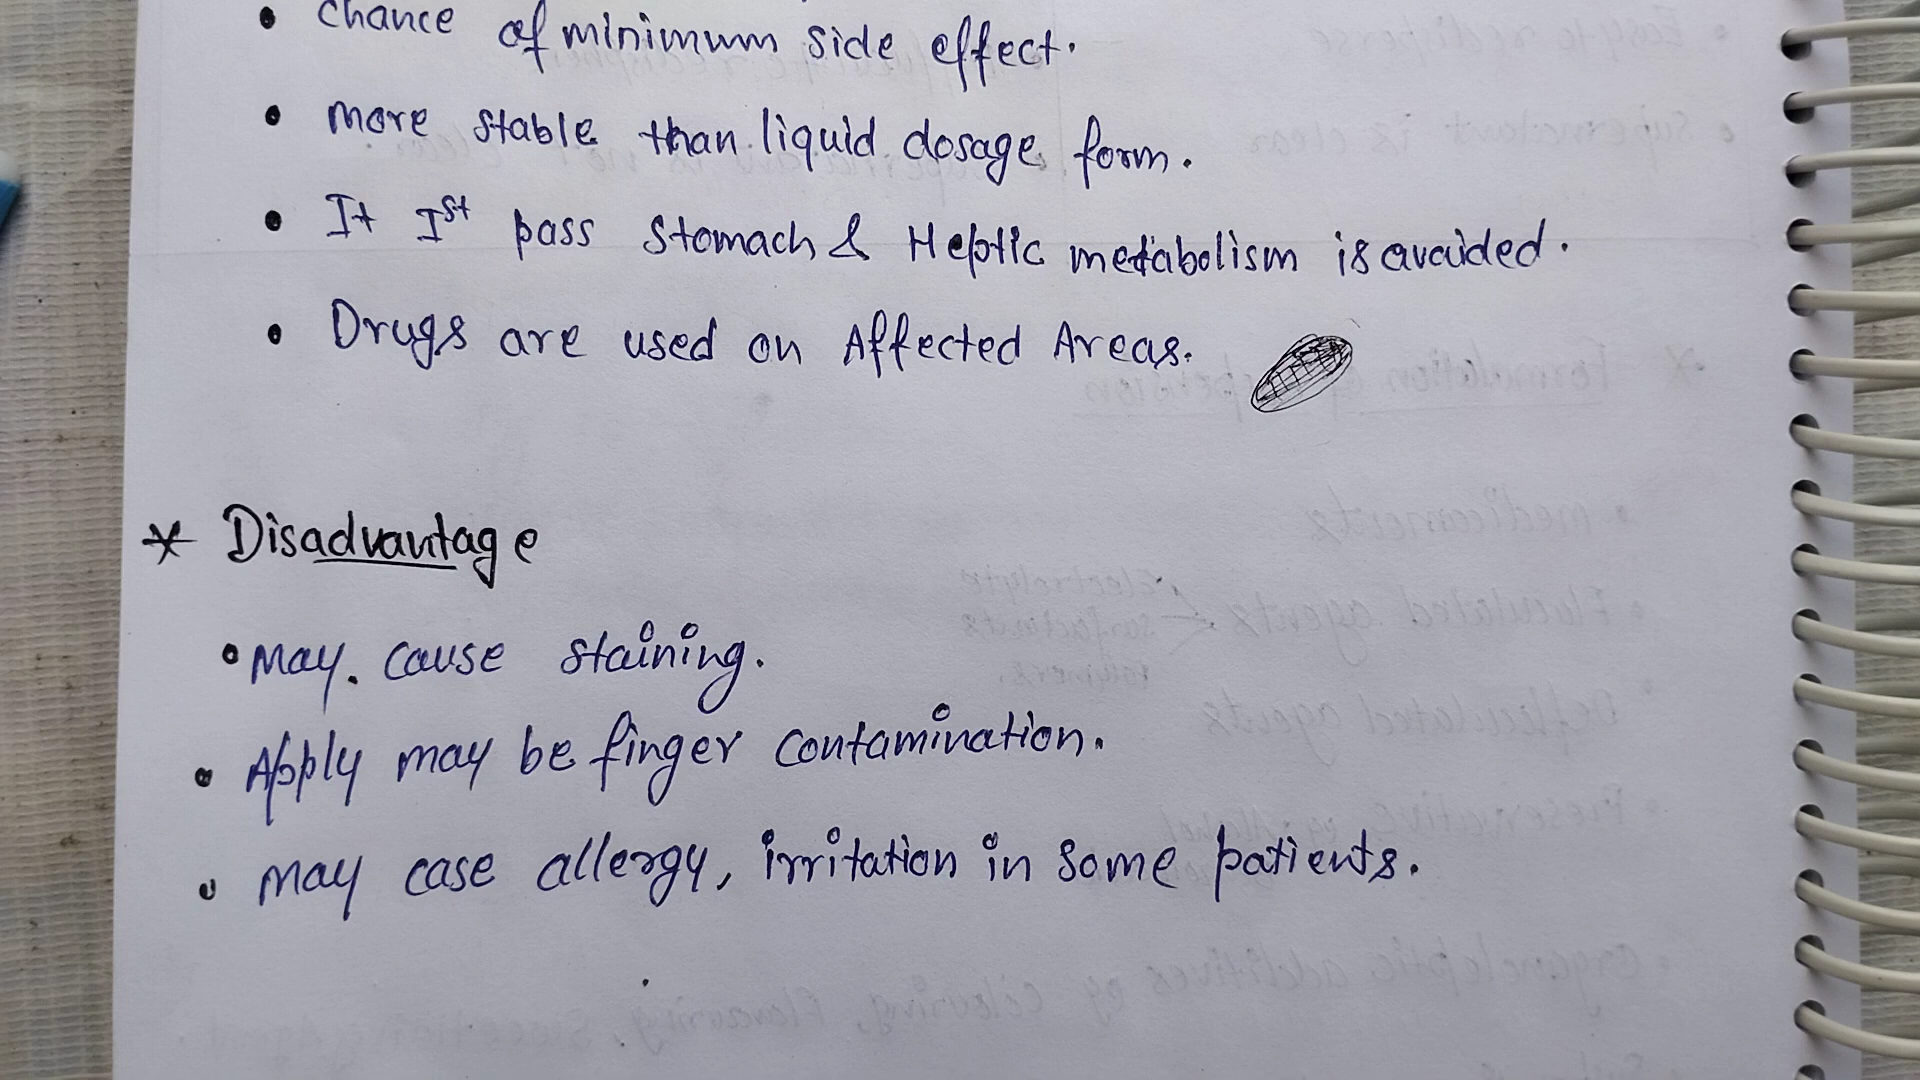 • chance of minimum side effect.
• more stable than liquid dosage form.
• It Ist pass stomach & Heptic metabolism is avoided.
• Drugs are used on Affected Areas.
* Disadvantage
• may. cause staining.
• Apply may be finger contamination.
• may case allergy, irritation in some patients.